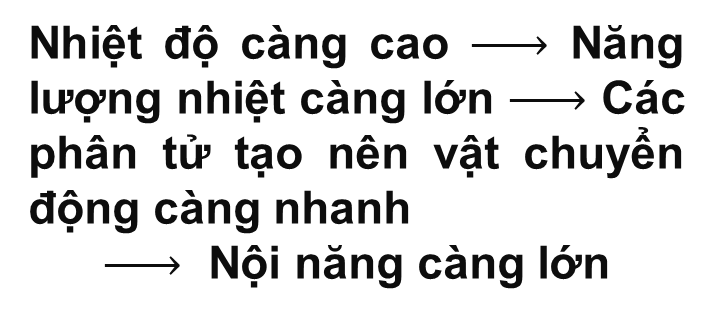 Nhiệt độ càng cao ⟶ Năng
lượng nhiệt càng lớn ⟶ Các
phân tử tạo nên vật chuyển
động càng nhanh
⟶ Nội năng càng lớn